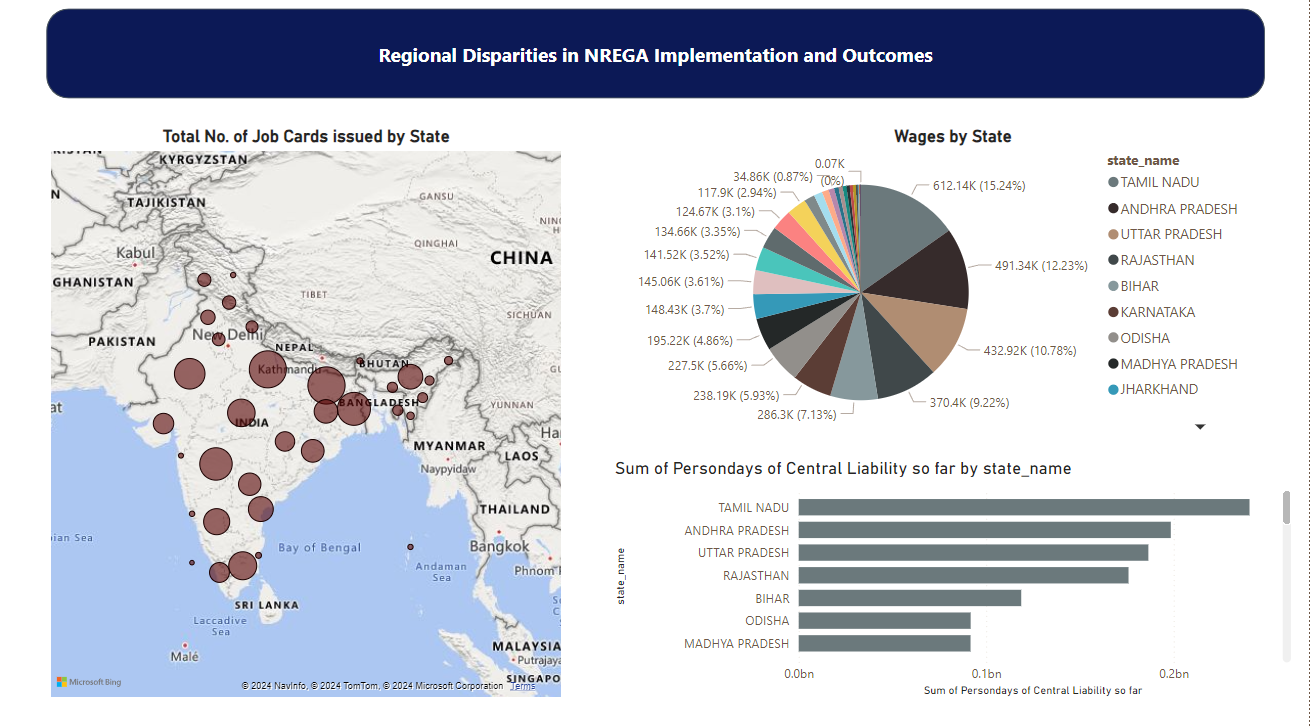 Regional Disparities in NREGA Implementation and Outcomes
Total No. of Job Cards issued by State
KYRGYZSTAN
TAJIKISTAN
GANSU
Kabul
QINGHAI
CHINA
GHANISTAN
TIBET
SICHUAN
PAKISTAN
New Delhi
NEPAL
Kathmandu
BHUTAN
BANGLADESH
YUNNAN
INDIA
MYANMAR
LAOS
Naypyidaw
THAILAND
ian Sea
Bay of Bengal
Bangkok
Andaman
Sea
Phnom
SRI LANKA
Laccadive
Sea
Malé
MALAYSIA
Putrajaya
SINGAPO
Microsoft Bing
© 2024 NavInfo, © 2024 TomTom, © 2024 Microsoft Corporation Terms
Wages by State
0.07K
(0%)
34.86K (0.87%)
117.9K (2.94%)
124.67K (3.1%)
134.66K (3.35%)
141.52K (3.52%)
145.06K (3.61%)
148.43K (3.7%)
195.22K (4.86%)
227.5K (5.66%)
238.19K (5.93%)
286.3K (7.13%)
612.14K (15.24%)
491.34K (12.23%)
432.92K (10.78%)
370.4K (9.22%)
state_name
TAMIL NADU
ANDHRA PRADESH
UTTAR PRADESH
RAJASTHAN
BIHAR
KARNATAKA
ODISHA
MADHYA PRADESH
JHARKHAND
Sum of Persondays of Central Liability so far by state_name
state_name
TAMIL NADU
ANDHRA PRADESH
UTTAR PRADESH
RAJASTHAN
BIHAR
ODISHA
MADHYA PRADESH
0.0bn
0.1bn
0.2bn
Sum of Persondays of Central Liability so far